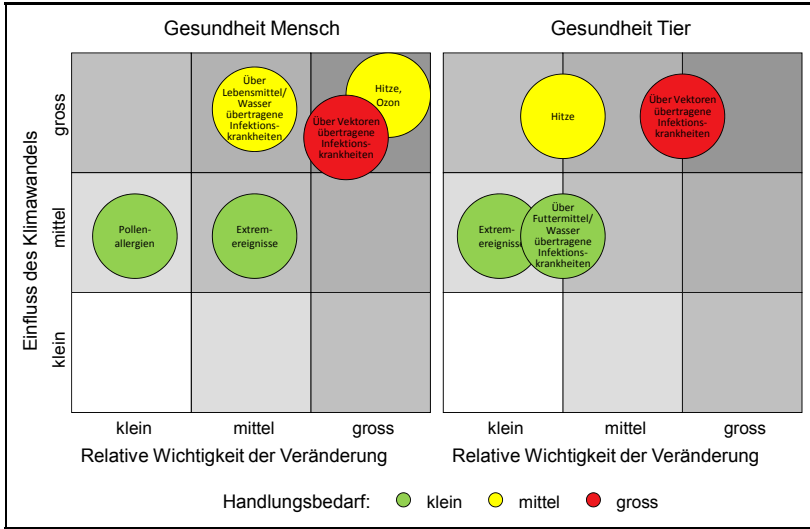 Gesundheit Mensch
Gesundheit Tier
Einfluss des Klimawandels
gross
mittel
klein
Über
Lebensmittel/
Wasser
übertragene
Infektions-
krankheiten
Hitze,
Ozon
Über Vektoren
übertragene
Infektions-
krankheiten
Pollen-
allergien
Extrem-
ereignisse
Hitze
Über Vektoren
übertragene
Infektions-
krankheiten
Extrem-
ereignisse
Über
Futtermittel/
Wasser
übertragene
Infektions-
krankheiten
klein
mittel
gross
klein
mittel
gross
Relative Wichtigkeit der Veränderung
Relative Wichtigkeit der Veränderung
Handlungsbedarf: klein mittel gross